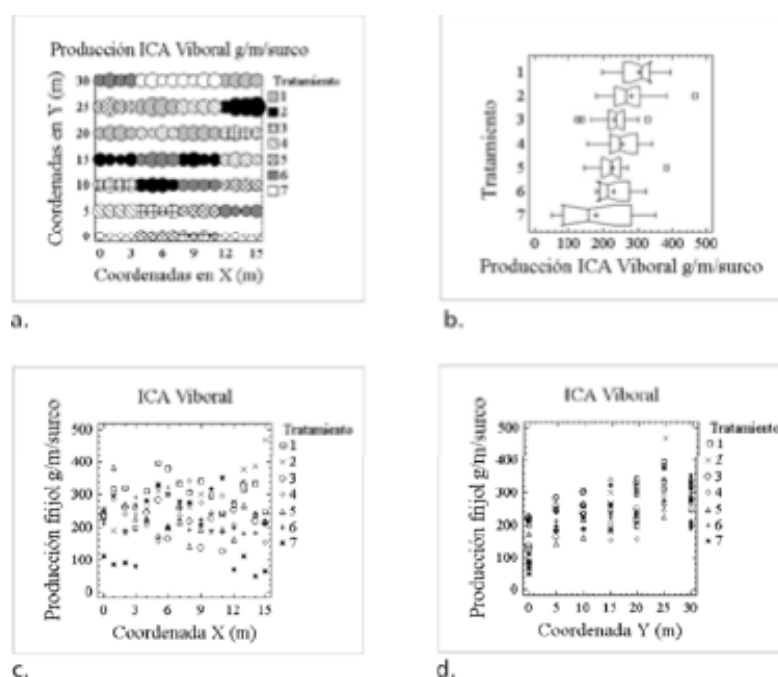 Producción ICA Viboral g/m/surco
Coordenadas en Y (m)
30
25
20
15
10
5
0
0 3 6 9 12 15
Coordenadas en X (m)
Tratamiento
1
2
3
4
5
6
7
a.
Tratamiento
1
2
3
4
5
6
7
0 100 200 300 400 500
Producción ICA Viboral g/m/surco
b.
ICA Viboral
Producción frijol g/m/surco
500
400
300
200
100
0
0 3 6 9 12 15
Coordenada X (m)
Tratamiento
1
2
3
4
5
6
7
c.
ICA Viboral
Producción frijol g/m/surco
500
400
300
200
100
0
0 5 10 15 20 25 30
Coordenada Y (m)
Tratamiento
1
2
3
4
5
6
7
d.